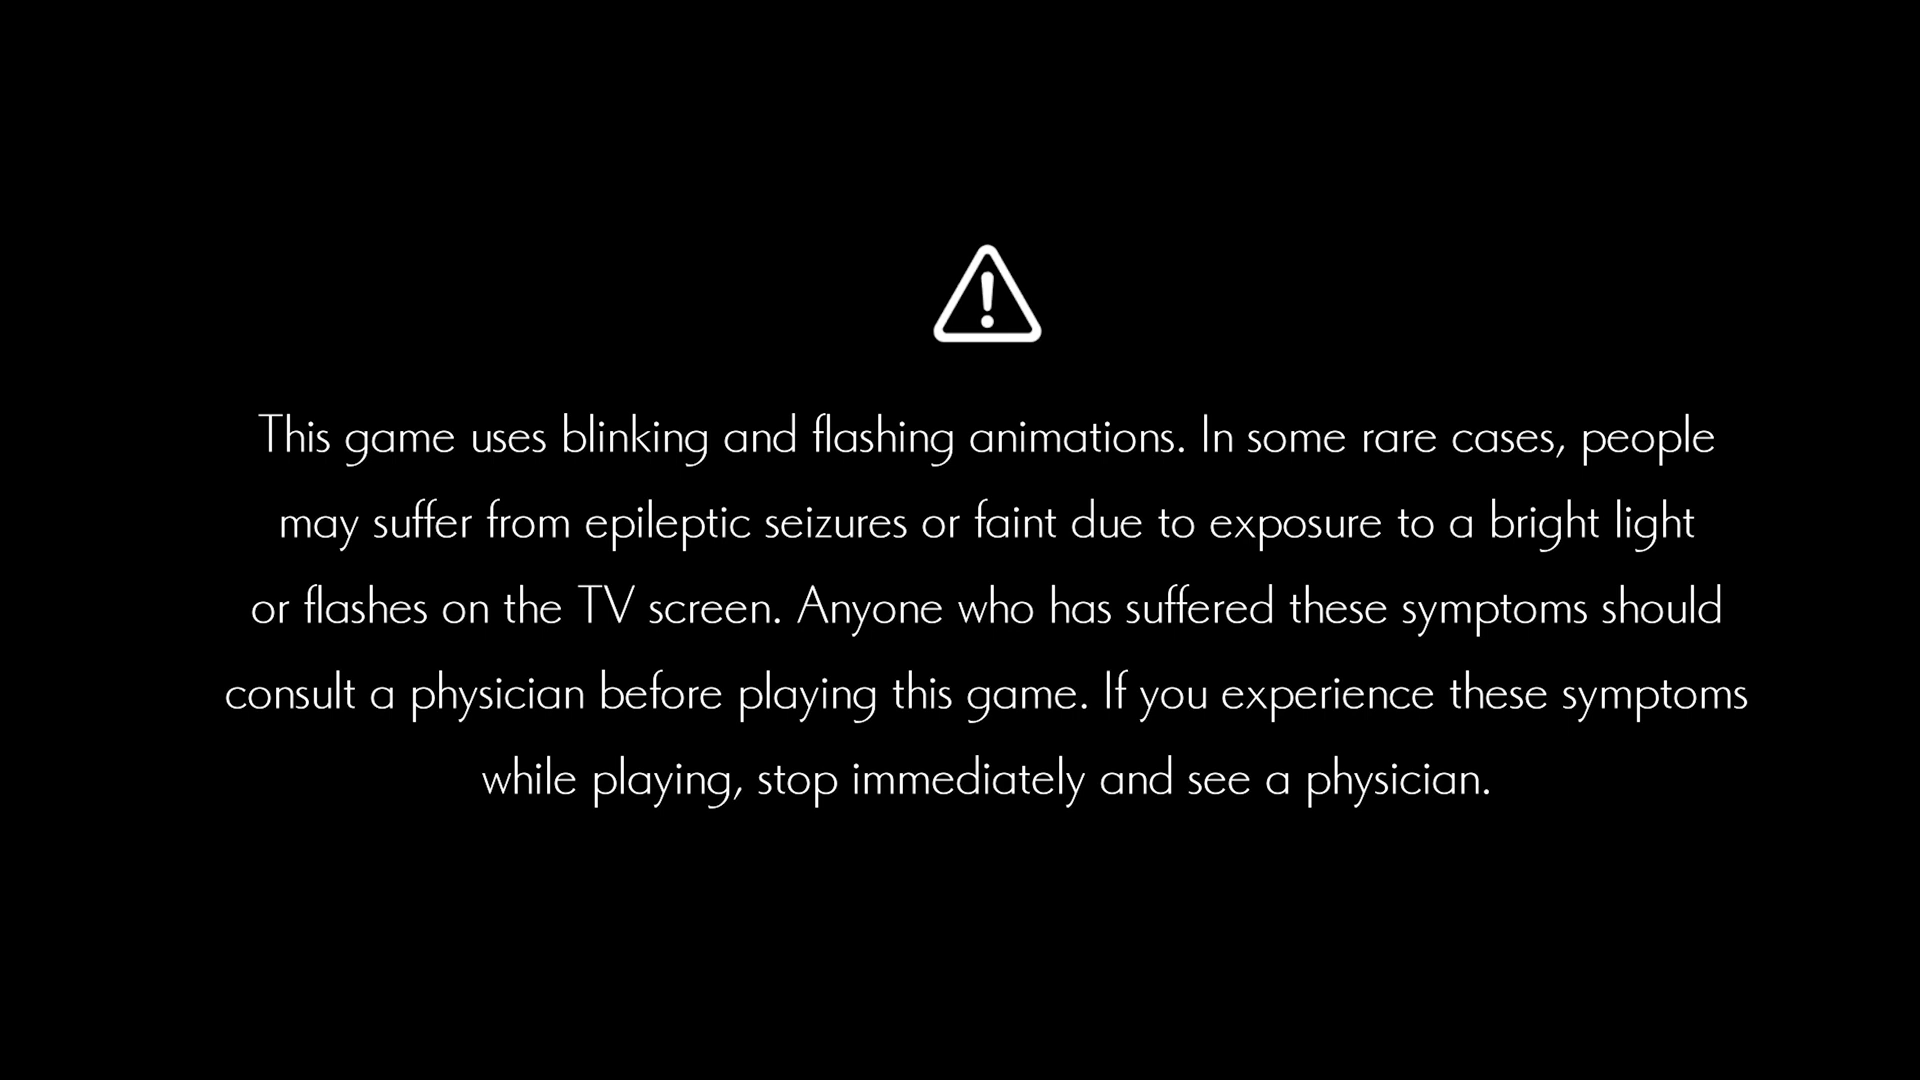 This game uses blinking and flashing animations. In some rare cases, people
may suffer from epileptic seizures or faint due to exposure to a bright light
or flashes on the TV screen. Anyone who has suffered these symptoms should
consult a physician before playing this game. If you experience these symptoms
while playing, stop immediately and see a physician.